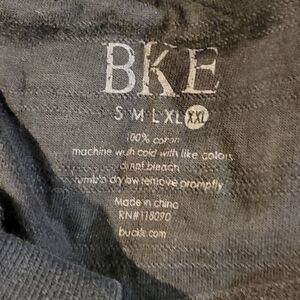 BKE
S M L XL XXL
100% cotton
machine wash cold with like colors
do not bleach
tumble dry low remove promptly
Made in china
RN#118090
buckle.com